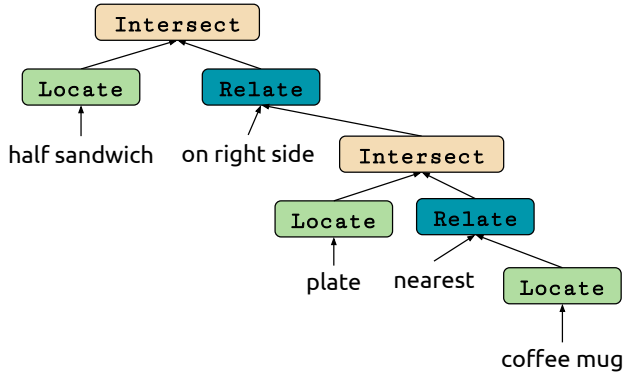 Intersect
Locate
Relate
half sandwich
on right side
Intersect
Locate
Relate
plate
nearest
Locate
coffee mug